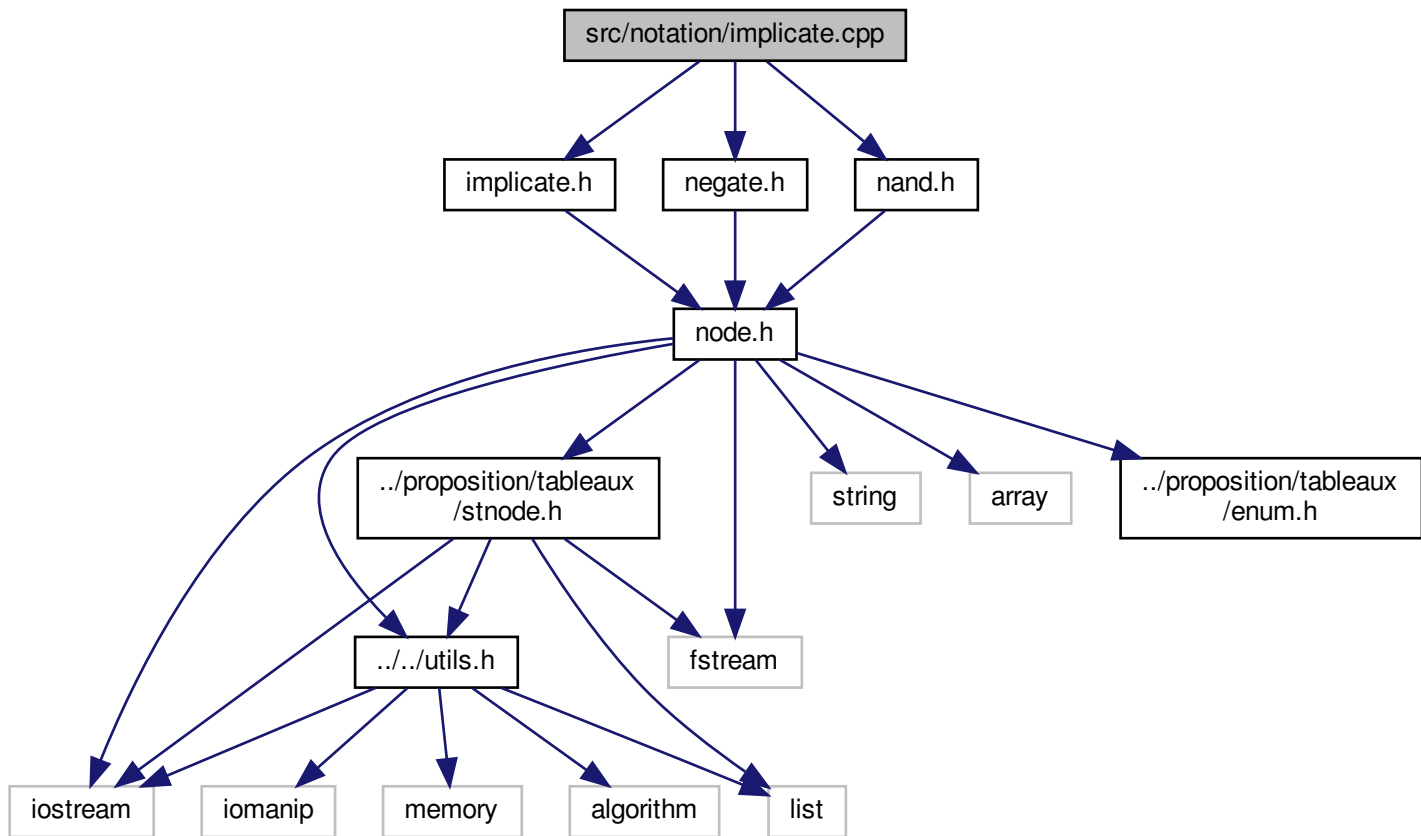 src/notation/implicate.cpp
implicate.h
negate.h
nand.h
node.h
../proposition/tableaux
/stnode.h
string
array
../proposition/tableaux
/enum.h
../../utils.h
fstream
iostream
iomanip
memory
algorithm
list